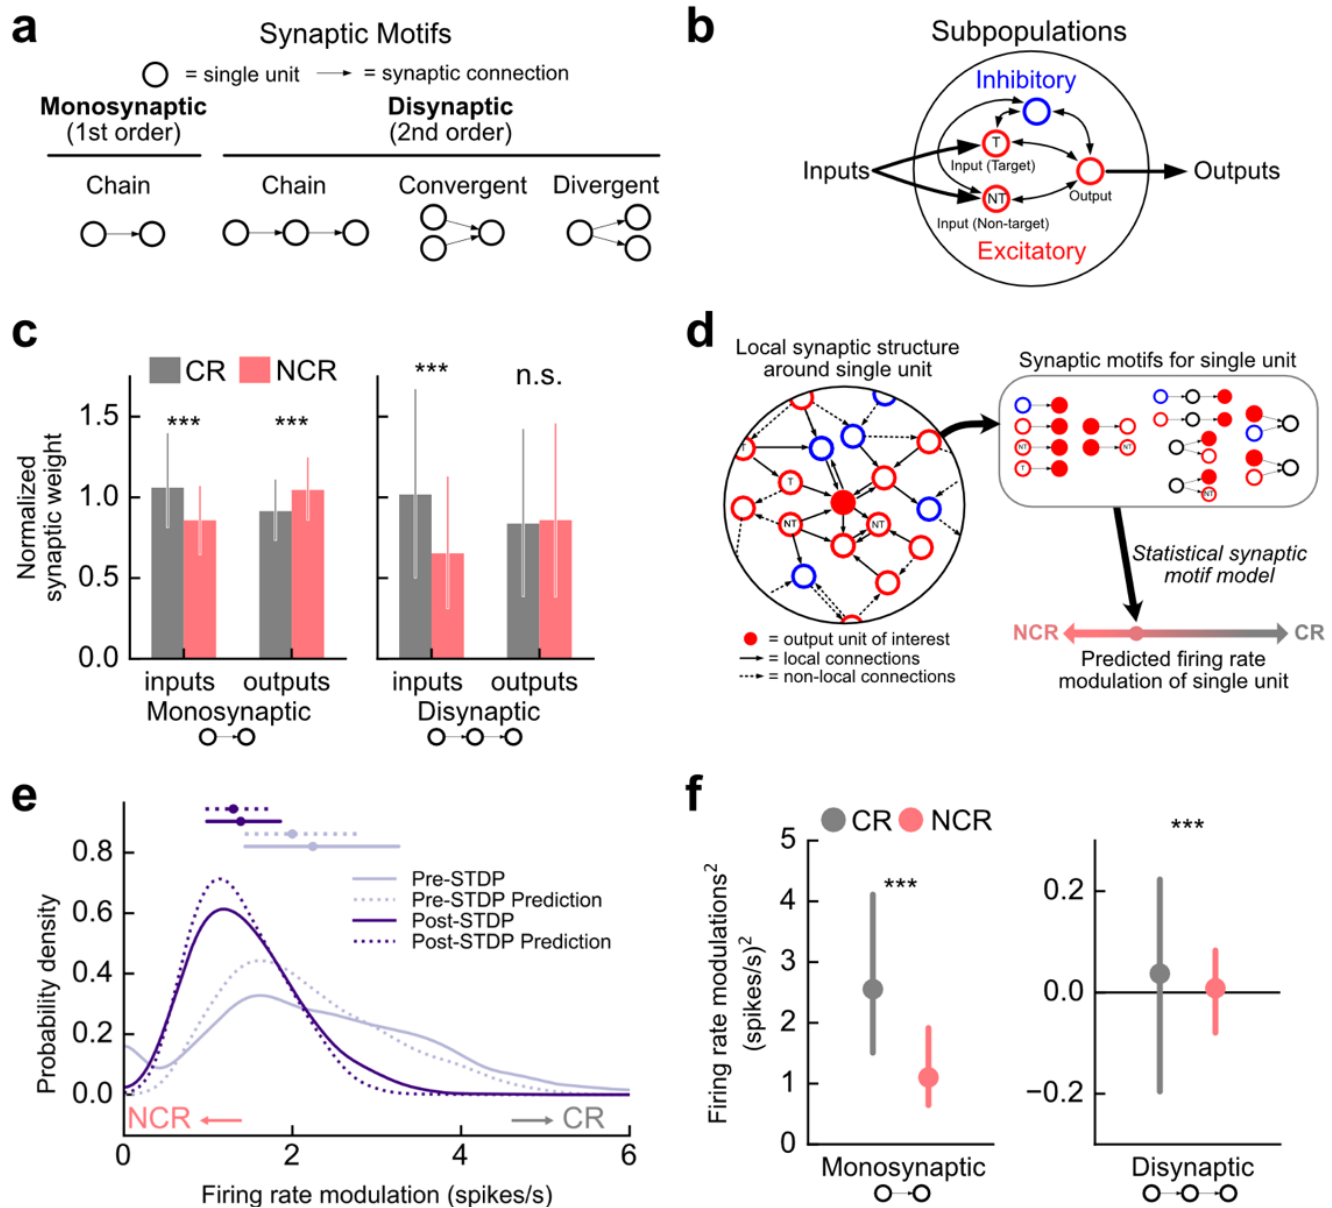 a
Synaptic Motifs
= single unit = synaptic connection
Monosynaptic
(1st order)
Disynaptic
(2nd order)
Chain
Chain
Convergent
Divergent
b
Subpopulations
Inhibitory
T
Input (Target)
Inputs
Outputs
NT
Output
Input (Non-target)
Excitatory
c
CR NCR
Normalized
synaptic weight
1.5
1.0
0.5
0.0
***
***
***
n.s.
inputs outputs
Monosynaptic
inputs outputs
Disynaptic
d
Local synaptic structure
around single unit
T
T
NT
NT
= output unit of interest
= local connections
= non-local connections
Synaptic motifs for single unit
NT
NT
T
NT
Statistical synaptic
motif model
NCR
CR
Predicted firing rate
modulation of single unit
e
Probability density
0.8
0.6
0.4
0.2
0.0
Pre-STDP
Pre-STDP Prediction
Post-STDP
Post-STDP Prediction
NCR
CR
0 2 4 6
Firing rate modulation (spikes/s)
f
CR NCR
Firing rate modulations²
(spikes/s)²
5
4
3
2
1
0
***
Monosynaptic
***
0.2
0.0
−0.2
Disynaptic